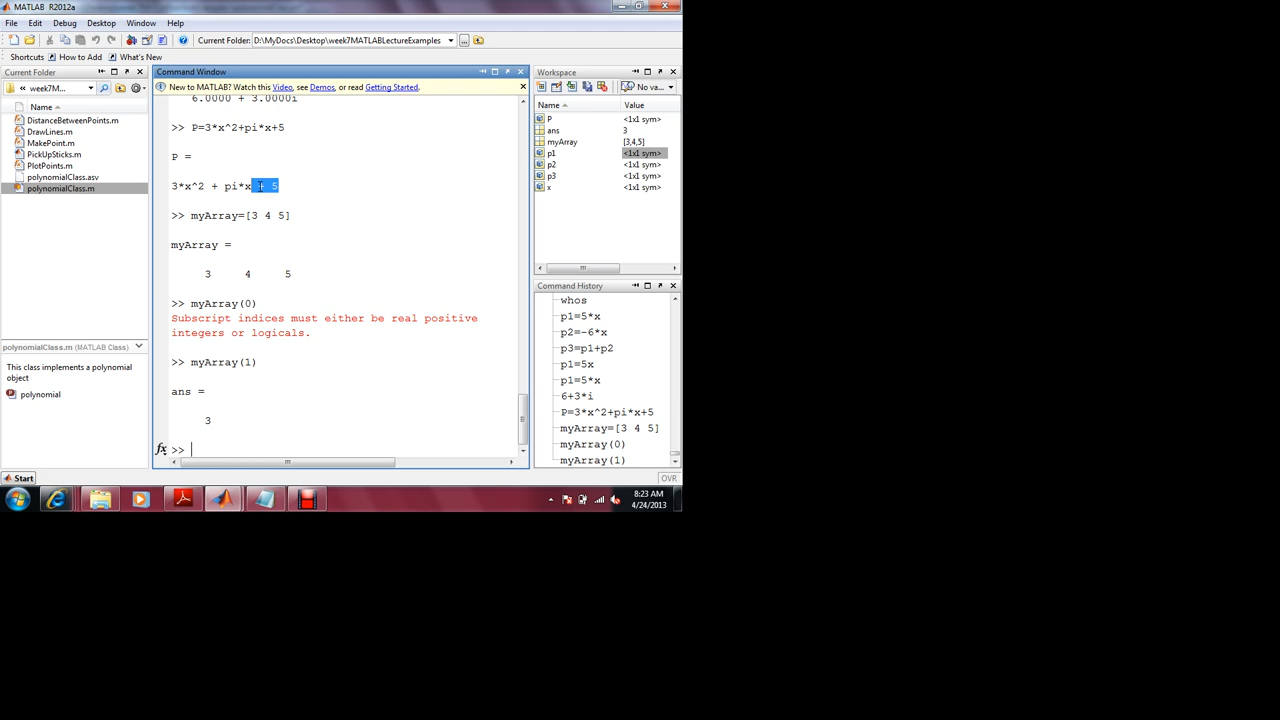 MATLAB R2012a
File Edit Debug Desktop Window Help
Current Folder: D:\MyDocs\Desktop\week7MATLABLectureExamples
Shortcuts How to Add What's New
Current Folder
« week7M...
Name
DistanceBetweenPoints.m
DrawLines.m
MakePoint.m
PickUpSticks.m
PlotPoints.m
polynomialClass.asv
polynomialClass.m
polynomialClass.m (MATLAB Class)
This class implements a polynomial
object
polynomial
Command Window
New to MATLAB? Watch this Video, see Demos, or read Getting Started.
6.0000 + 3.0000i
>> P=3*x^2+pi*x+5
P =
3*x^2 + pi*x + 5
>> myArray=[3 4 5]
myArray =
3 4 5
>> myArray(0)
Subscript indices must either be real positive
integers or logicals.
>> myArray(1)
ans =
3
fx >>
Workspace
No va...
Name Value
P <1x1 sym>
ans 3
myArray [3,4,5]
p1 <1x1 sym>
p2 <1x1 sym>
p3 <1x1 sym>
x <1x1 sym>
Command History
whos
p1=5*x
p2=-6*x
p3=p1+p2
p1=5x
p1=5*x
6+3*i
P=3*x^2+pi*x+5
myArray=[3 4 5]
myArray(0)
myArray(1)
Start
OVR
8:23 AM
4/24/2013